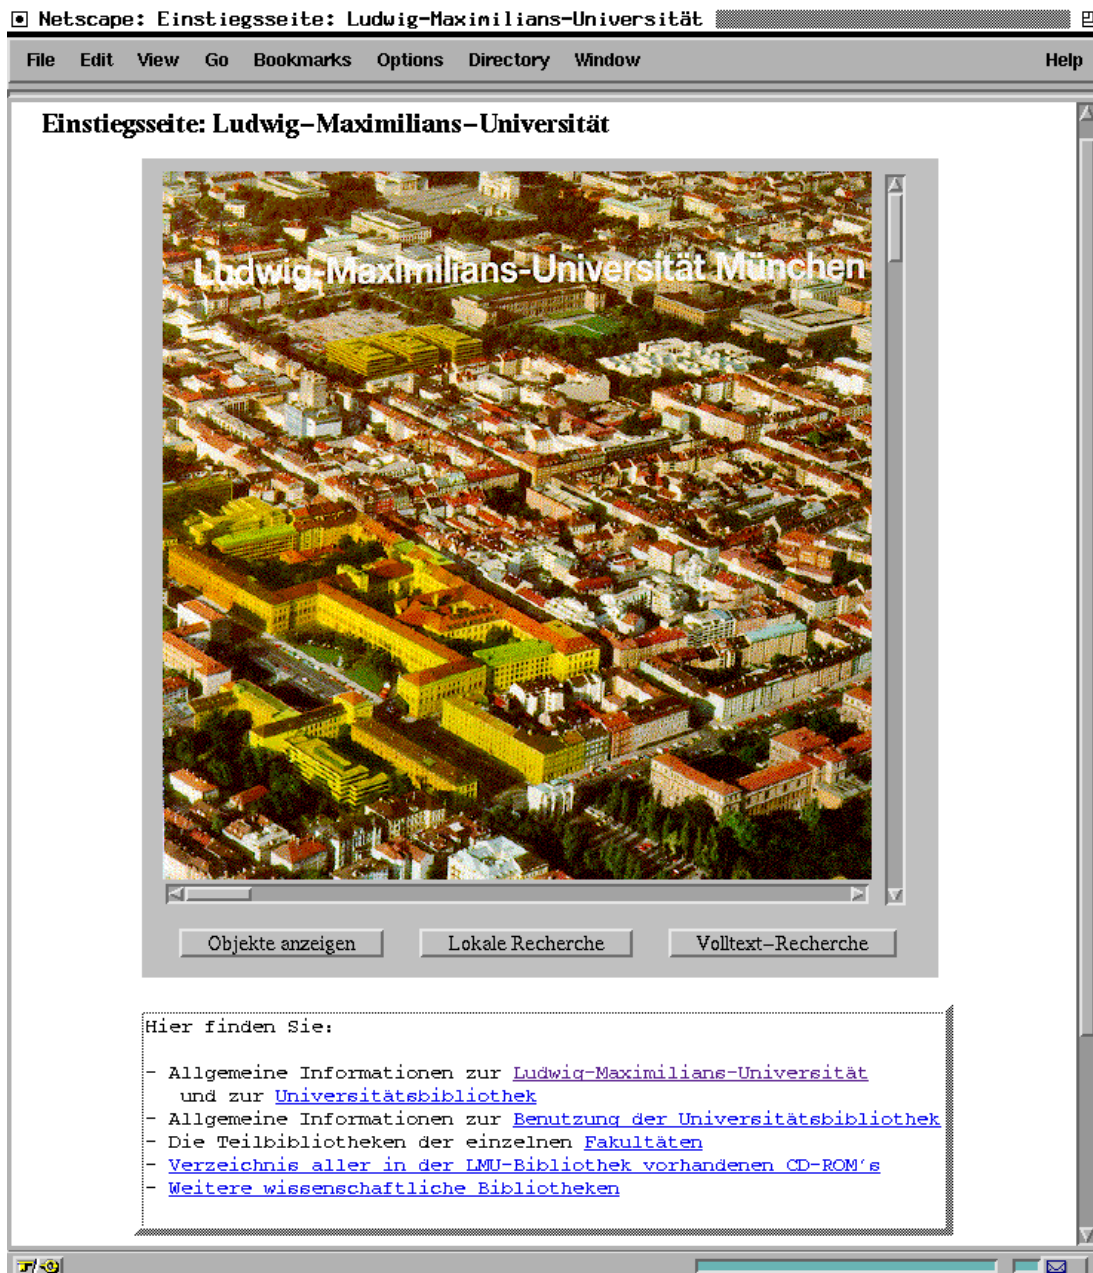 Netscape: Einstiegsseite: Ludwig-Maximilians-Universität
File Edit View Go Bookmarks Options Directory Window Help
Einstiegsseite: Ludwig-Maximilians-Universität
Ludwig-Maximilians-Universität München
Objekte anzeigen Lokale Recherche Volltext-Recherche
Hier finden Sie:
- Allgemeine Informationen zur Ludwig-Maximilians-Universität
und zur Universitätsbibliothek
- Allgemeine Informationen zur Benutzung der Universitätsbibliothek
- Die Teilbibliotheken der einzelnen Fakultäten
- Verzeichnis aller in der LMU-Bibliothek vorhandenen CD-ROM's
- Weitere wissenschaftliche Bibliotheken